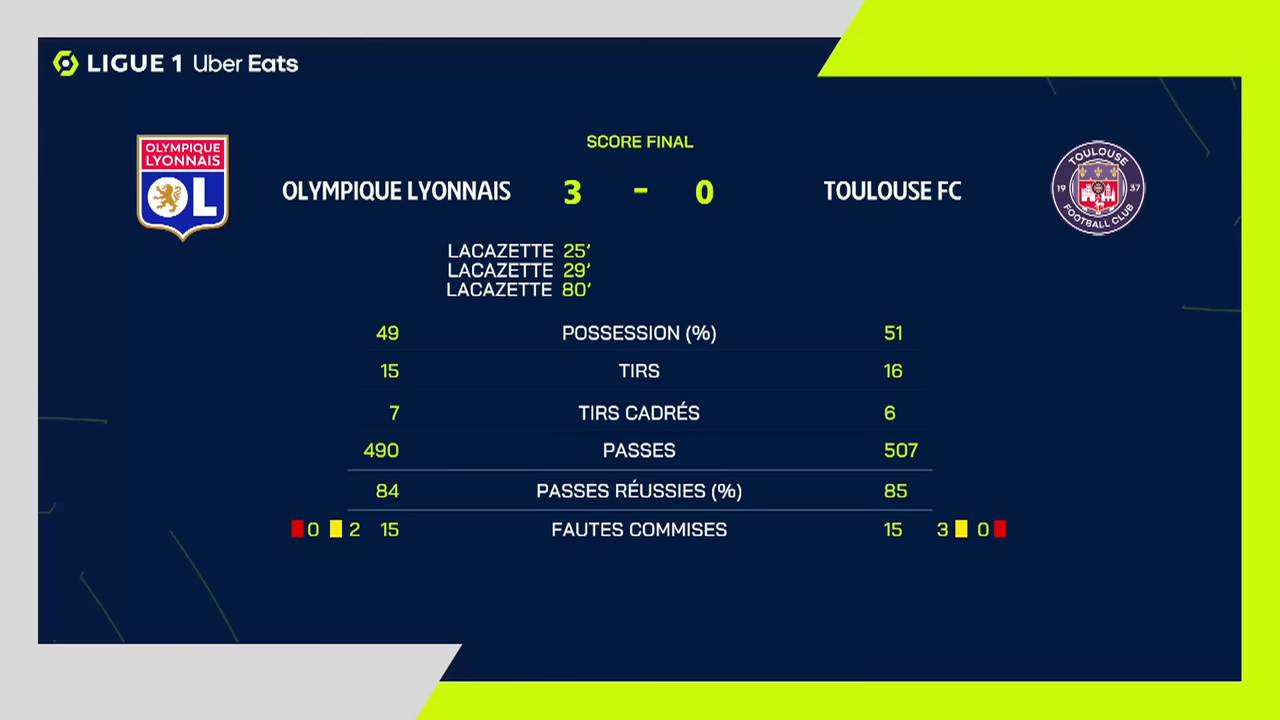 LIGUE 1 Uber Eats
SCORE FINAL
OLYMPIQUE
LYONNAIS
OL
OLYMPIQUE LYONNAIS 3 - 0 TOULOUSE FC
TOULOUSE
19 37
FOOTBALL CLUB
LACAZETTE 25'
LACAZETTE 29'
LACAZETTE 80'
49 POSSESSION (%) 51
15 TIRS 16
7 TIRS CADRÉS 6
490 PASSES 507
84 PASSES RÉUSSIES (%) 85
0 2 15 FAUTES COMMISES 15 3 0